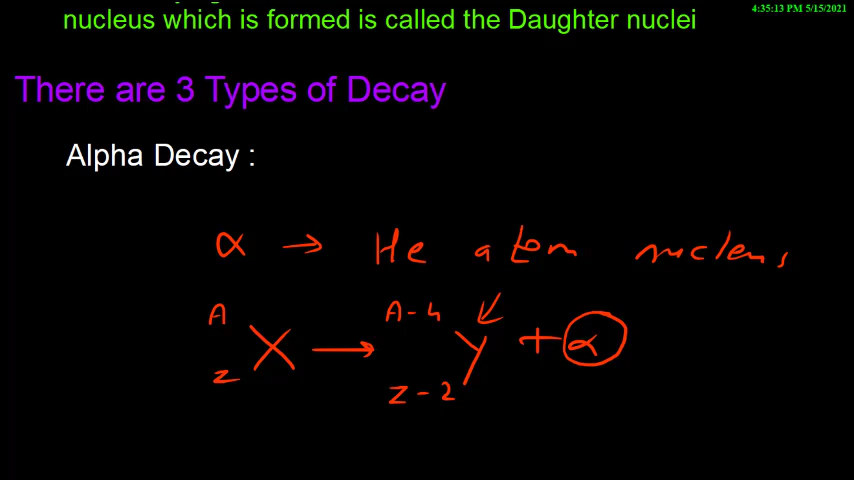 4:35:13 PM 5/15/2021
nucleus which is formed is called the Daughter nuclei
There are 3 Types of Decay
Alpha Decay :
α → He atom nucleus
A X Z → A-4 Y Z-2 + α